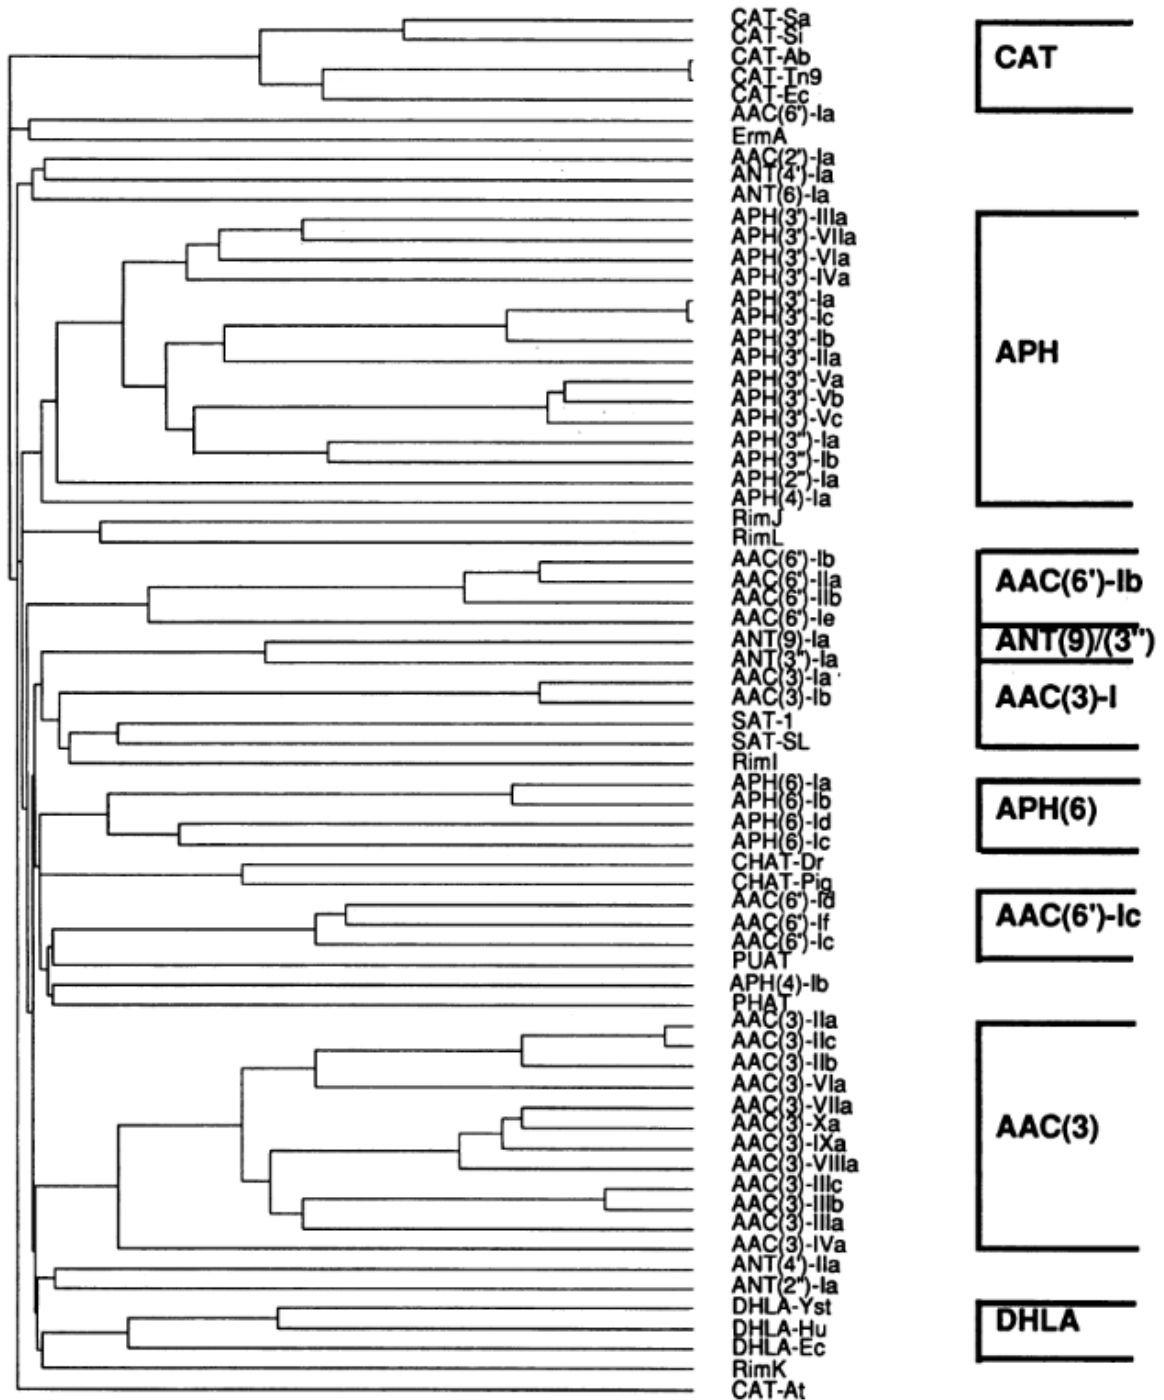 CAT-Sa
CAT-Si
CAT-Ab
CAT-Tn9
CAT-Ec
AAC(6')-Ia
ErmA
AAC(2')-Ia
ANT(4')-Ia
ANT(6)-Ia
APH(3')-IIIa
APH(3')-VIIa
APH(3')-VIa
APH(3')-IVa
APH(3')-Ia
APH(3')-Ic
APH(3')-Ib
APH(3')-IIa
APH(3')-Va
APH(3')-Vb
APH(3')-Vc
APH(3'')-Ia
APH(3'')-Ib
APH(2'')-Ia
APH(4)-Ia
RimJ
RimL
AAC(6')-Ib
AAC(6')-IIa
AAC(6')-IIb
AAC(6')-Ie
ANT(9)-Ia
ANT(3'')-Ia
AAC(3)-Ia
AAC(3)-Ib
SAT-1
SAT-SL
RimI
APH(6)-Ia
APH(6)-Ib
APH(6)-Id
APH(6)-Ic
CHAT-Dr
CHAT-Pig
AAC(6')-Id
AAC(6')-If
AAC(6')-Ic
PUAT
APH(4)-Ib
PHAT
AAC(3)-IIa
AAC(3)-IIc
AAC(3)-IIb
AAC(3)-VIa
AAC(3)-VIIa
AAC(3)-Xa
AAC(3)-IXa
AAC(3)-VIIIa
AAC(3)-IIIc
AAC(3)-IIIb
AAC(3)-IIIa
AAC(3)-IVa
ANT(4')-IIa
ANT(2'')-Ia
DHLA-Yst
DHLA-Hu
DHLA-Ec
RimK
CAT-At
CAT
APH
AAC(6')-Ib
ANT(9)/(3'')
AAC(3)-I
APH(6)
AAC(6')-Ic
AAC(3)
DHLA